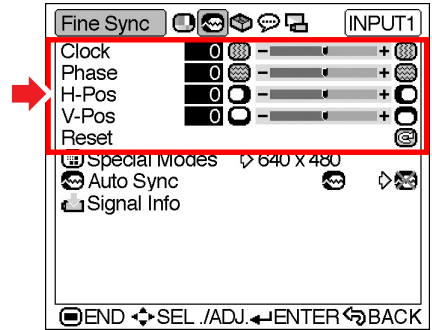 Fine Sync INPUT1
Clock 0 - +
Phase 0 - +
H-Pos 0 - +
V-Pos 0 - +
Reset
Special Modes 640 x 480
Auto Sync
Signal Info
END SEL./ADJ. ENTER BACK